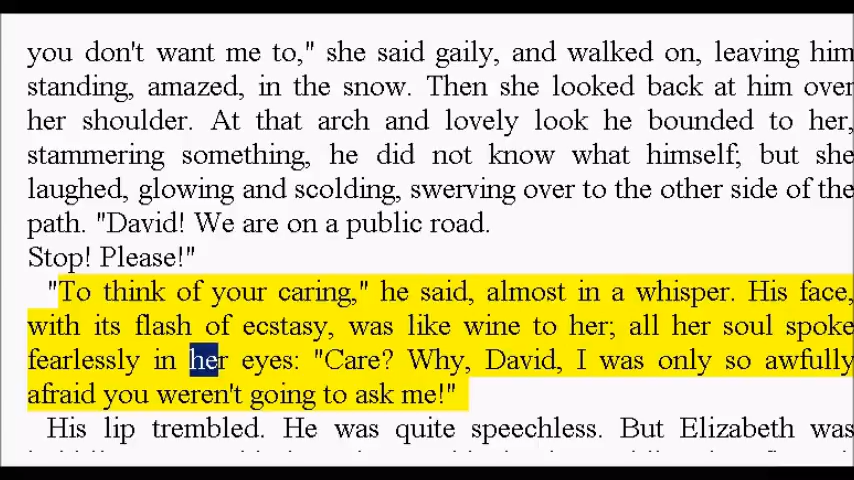 you don't want me to," she said gaily, and walked on, leaving him
standing, amazed, in the snow. Then she looked back at him over
her shoulder. At that arch and lovely look he bounded to her,
stammering something, he did not know what himself; but she
laughed, glowing and scolding, swerving over to the other side of the
path. "David! We are on a public road.
Stop! Please!"
"To think of your caring," he said, almost in a whisper. His face,
with its flash of ecstasy, was like wine to her; all her soul spoke
fearlessly in her eyes: "Care? Why, David, I was only so awfully
afraid you weren't going to ask me!"
His lip trembled. He was quite speechless. But Elizabeth was